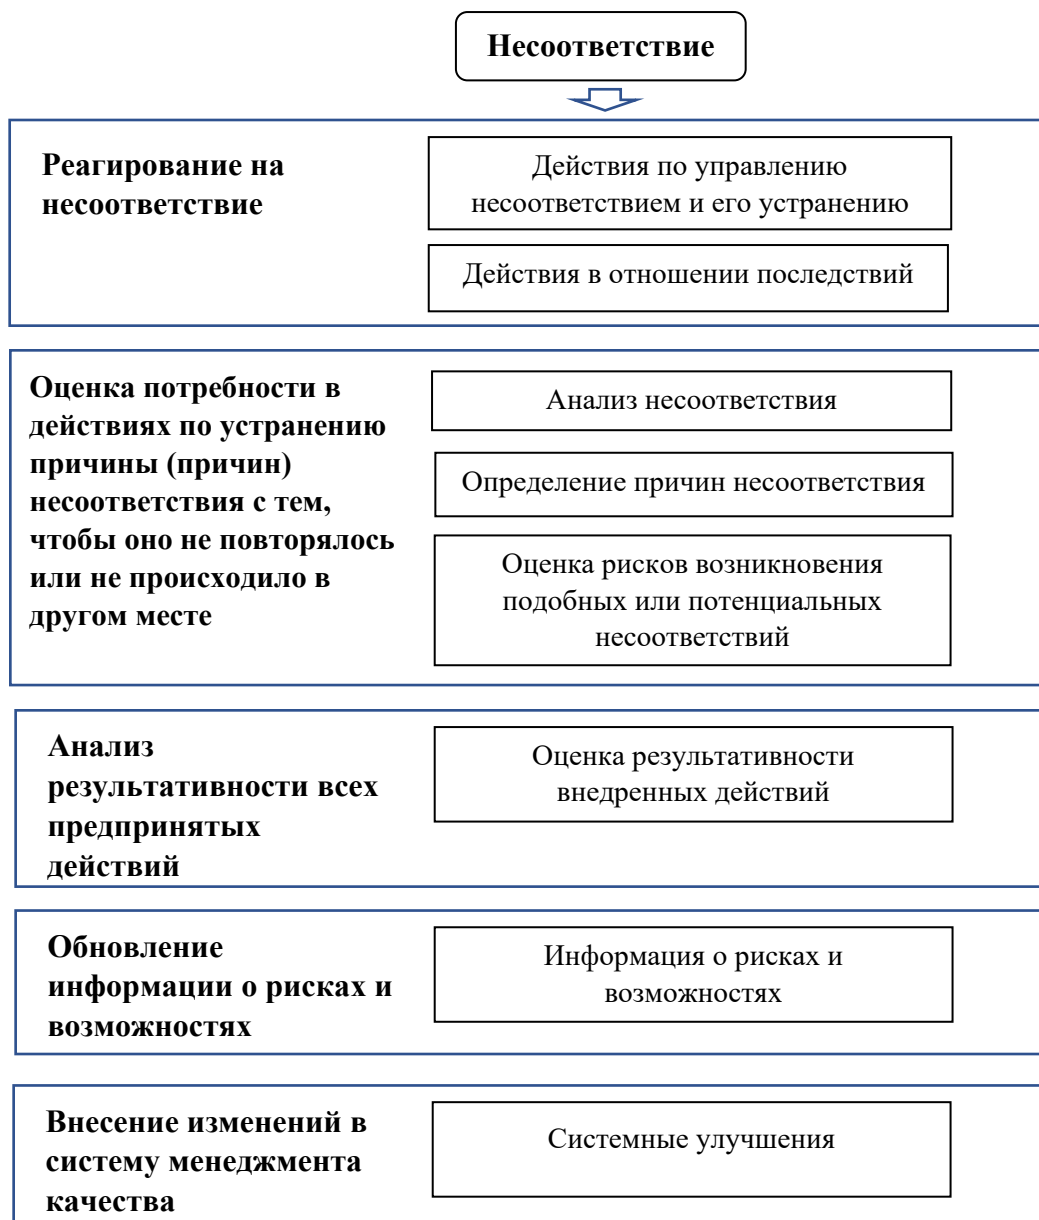 Несоответствие
Реагирование на
несоответствие
Действия по управлению
несоответствием и его устранению
Действия в отношении последствий
Оценка потребности в
действиях по устранению
причины (причин)
несоответствия с тем,
чтобы оно не повторялось
или не происходило в
другом месте
Анализ несоответствия
Определение причин несоответствия
Оценка рисков возникновения
подобных или потенциальных
несоответствий
Анализ
результативности всех
предпринятых
действий
Оценка результативности
внедренных действий
Обновление
информации о рисках и
возможностях
Информация о рисках и
возможностях
Внесение изменений в
систему менеджмента
качества
Системные улучшения